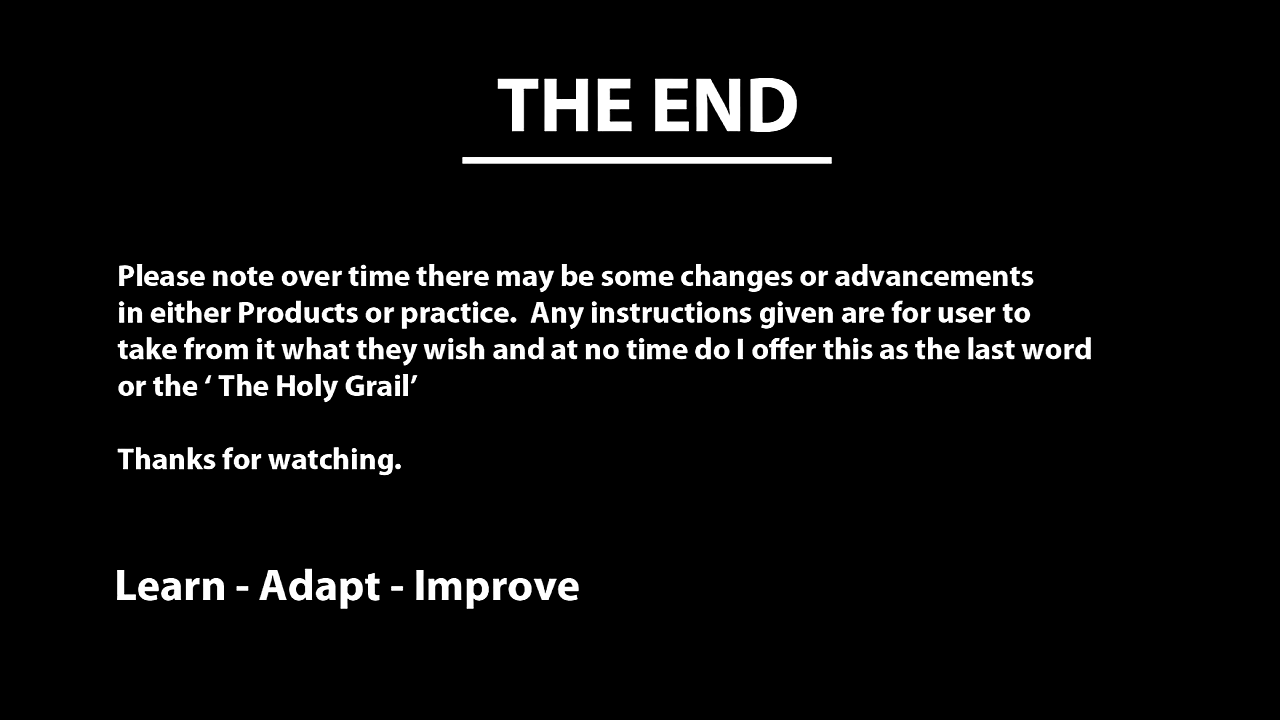 THE END
Please note over time there may be some changes or advancements
in either Products or practice.  Any instructions given are for user to
take from it what they wish and at no time do I offer this as the last word
or the ‘ The Holy Grail’
Thanks for watching.
Learn - Adapt - Improve